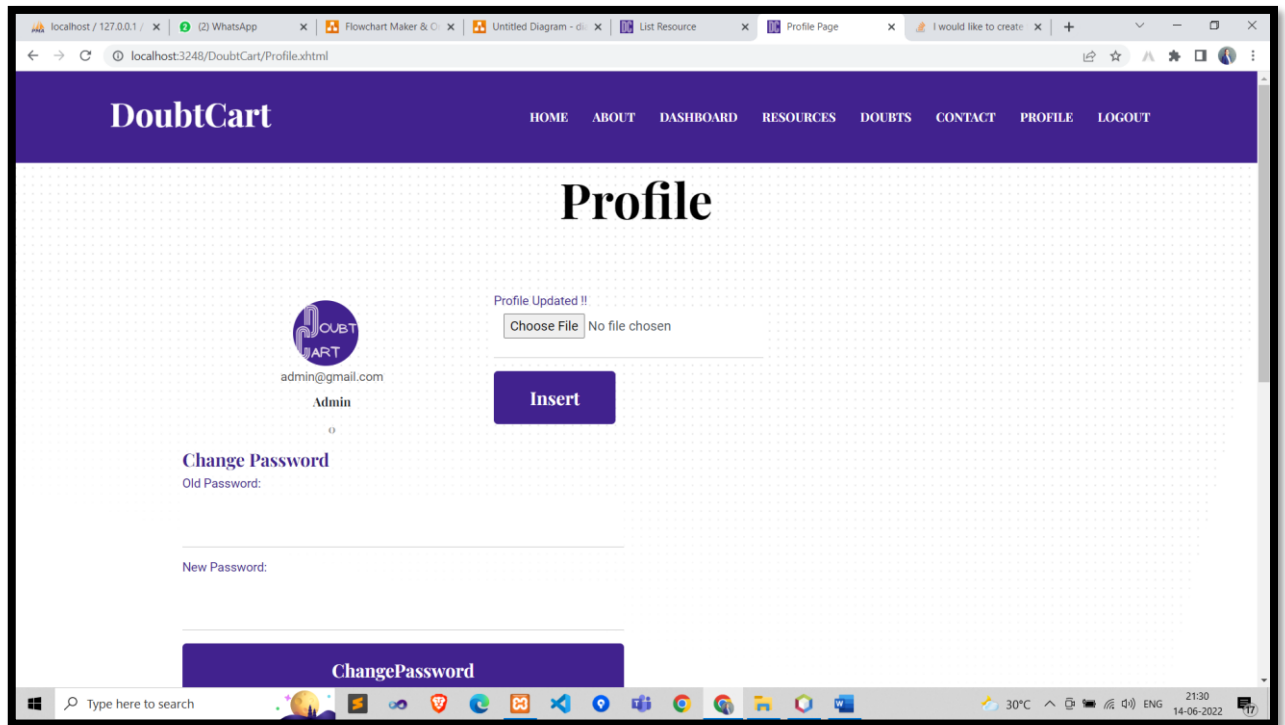 localhost / 127.0.0.1 /
(2) WhatsApp
Flowchart Maker & O
Untitled Diagram - di
List Resource
Profile Page
I would like to create
localhost:3248/DoubtCart/Profile.xhtml
DoubtCart
HOME ABOUT DASHBOARD RESOURCES DOUBTS CONTACT PROFILE LOGOUT
Profile
DOUBT
CART
admin@gmail.com
Admin
0
Profile Updated !!
Choose File No file chosen
Insert
Change Password
Old Password:
New Password:
ChangePassword
Type here to search
30°C
ENG
21:30
14-06-2022
17